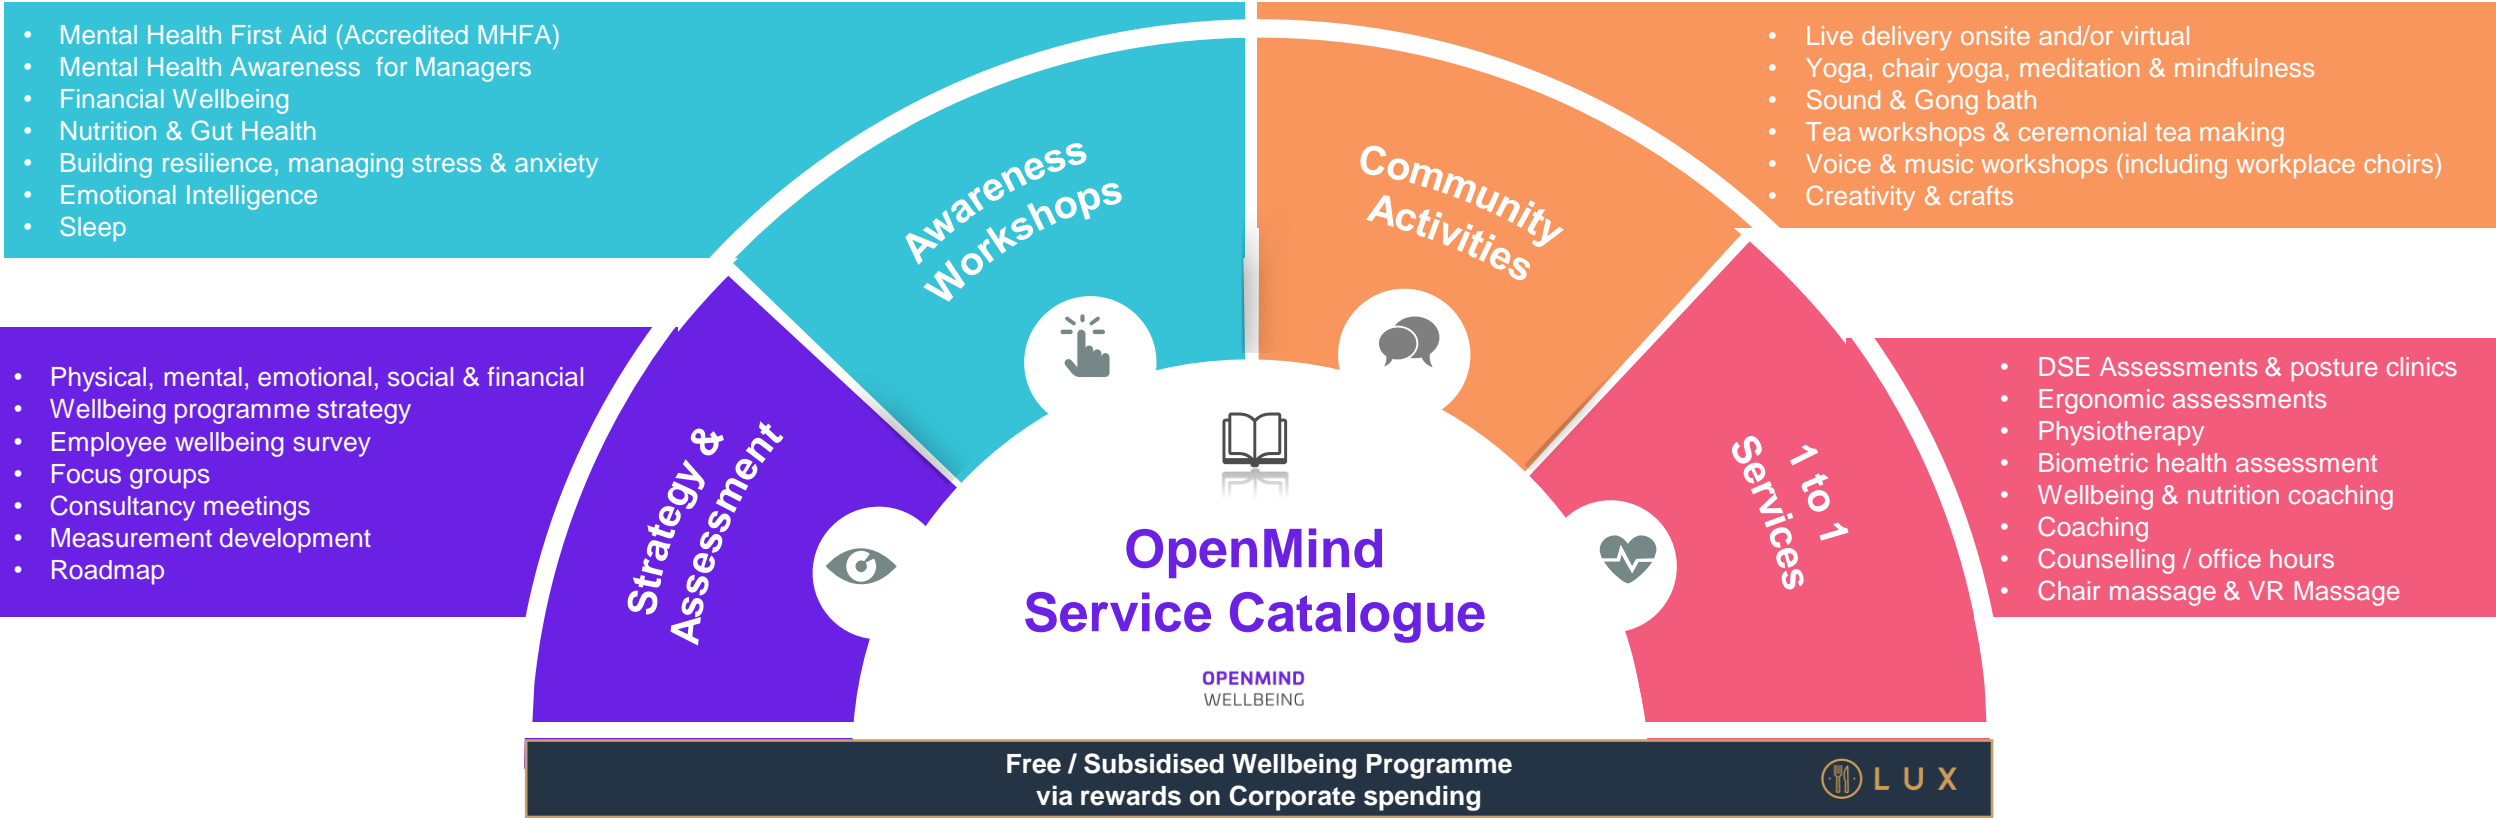 • Mental Health First Aid (Accredited MHFA)
• Mental Health Awareness  for Managers
• Financial Wellbeing
• Nutrition & Gut Health
• Building resilience, managing stress & anxiety
• Emotional Intelligence
• Sleep
• Live delivery onsite and/or virtual
• Yoga, chair yoga, meditation & mindfulness
• Sound & Gong bath
• Tea workshops & ceremonial tea making
• Voice & music workshops (including workplace choirs)
• Creativity & crafts
Awareness
Workshops
Community
Activities
• Physical, mental, emotional, social & financial
• Wellbeing programme strategy
• Employee wellbeing survey
• Focus groups
• Consultancy meetings
• Measurement development
• Roadmap
Strategy &
Assessment
1 to 1
Services
• DSE Assessments & posture clinics
• Ergonomic assessments
• Physiotherapy
• Biometric health assessment
• Wellbeing & nutrition coaching
• Coaching
• Counselling / office hours
• Chair massage & VR Massage
OpenMind
Service Catalogue
OPENMIND
WELLBEING
Free / Subsidised Wellbeing Programme
via rewards on Corporate spending
LUX